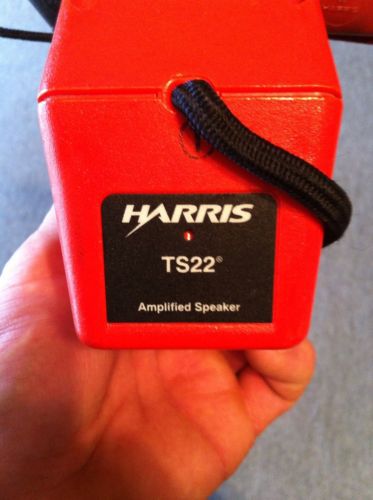 HARRIS
TS22®
Amplified Speaker